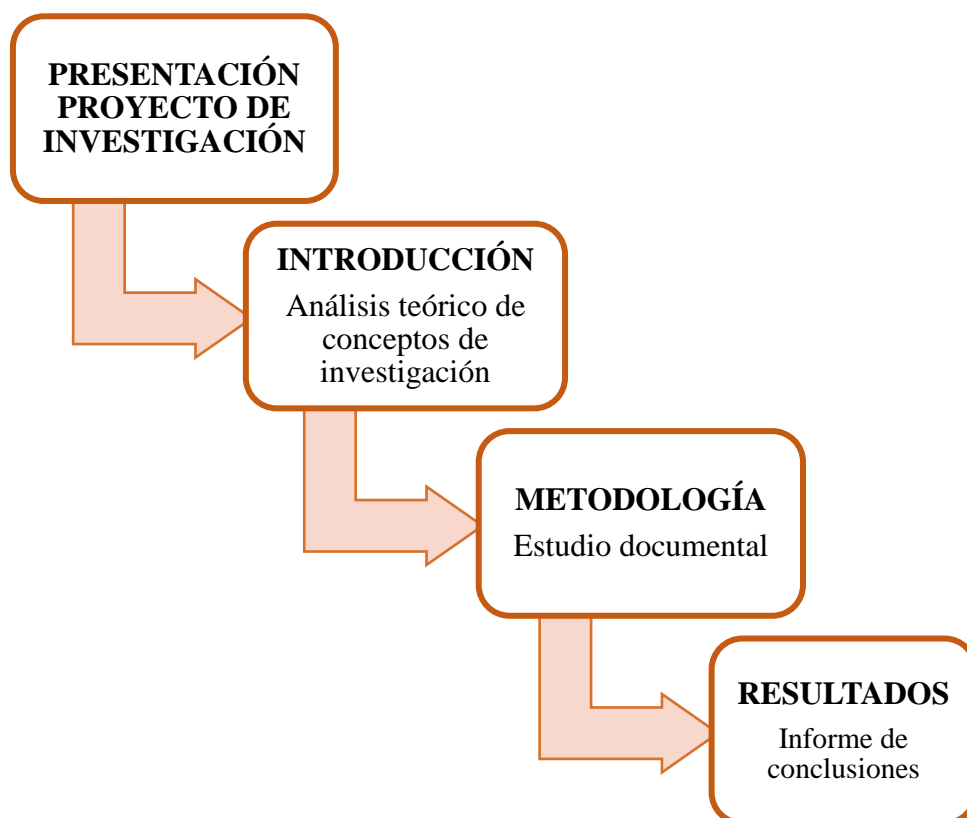 PRESENTACIÓN
PROYECTO DE
INVESTIGACIÓN
INTRODUCCIÓN
Análisis teórico de
conceptos de
investigación
METODOLOGÍA
Estudio documental
RESULTADOS
Informe de
conclusiones